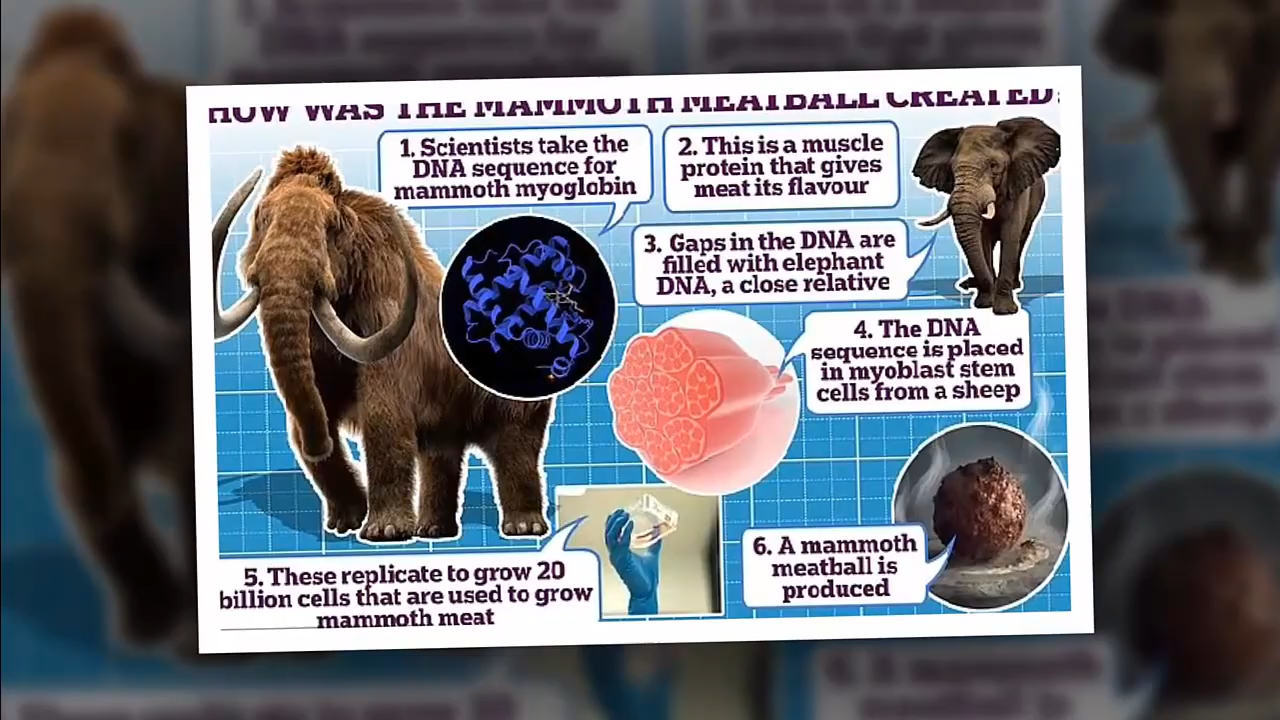 HOW WAS THE MAMMOTH MEATBALL CREATED
1. Scientists take the
DNA sequence for
mammoth myoglobin
2. This is a muscle
protein that gives
meat its flavour
3. Gaps in the DNA are
filled with elephant
DNA, a close relative
4. The DNA
sequence is placed
in myoblast stem
cells from a sheep
5. These replicate to grow 20
billion cells that are used to grow
mammoth meat
6. A mammoth
meatball is
produced